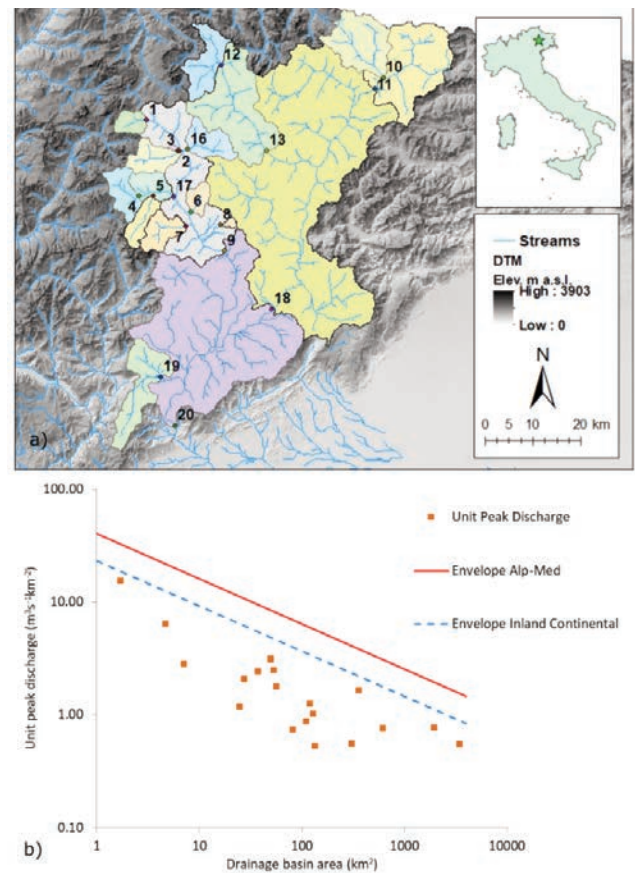 12
10
11
1
3
16
13
2
5
17
4
6
7
8
9
18
19
20
a)
Streams
DTM
Elev. m a.s.l.
High : 3903
Low : 0
N
0 5 10 20 km
100.00
10.00
1.00
0.10
Unit peak discharge (m³s⁻¹km⁻²)
Unit Peak Discharge
Envelope Alp-Med
Envelope Inland Continental
1 10 100 1000 10000
b)
Drainage basin area (km²)